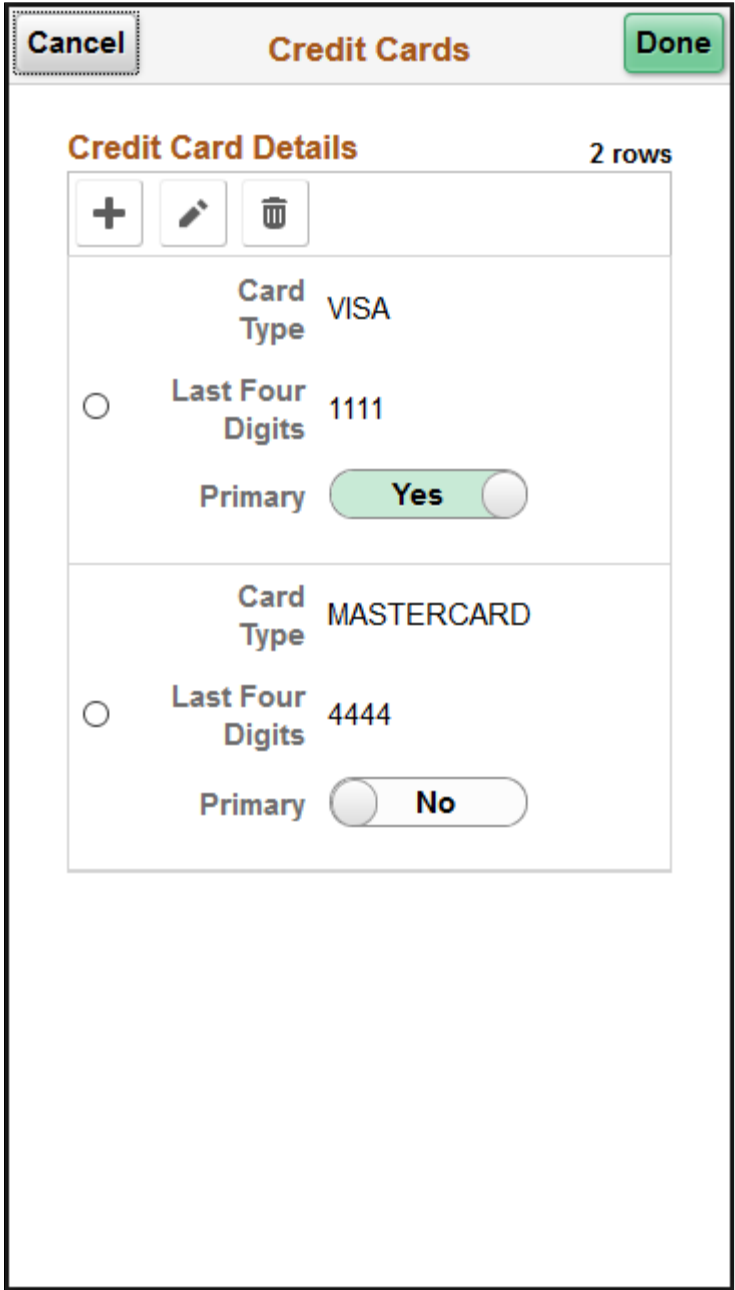 Cancel
Credit Cards
Done
Credit Card Details
2 rows
Card
Type
VISA
Last Four
Digits
1111
Primary
Yes
Card
Type
MASTERCARD
Last Four
Digits
4444
Primary
No